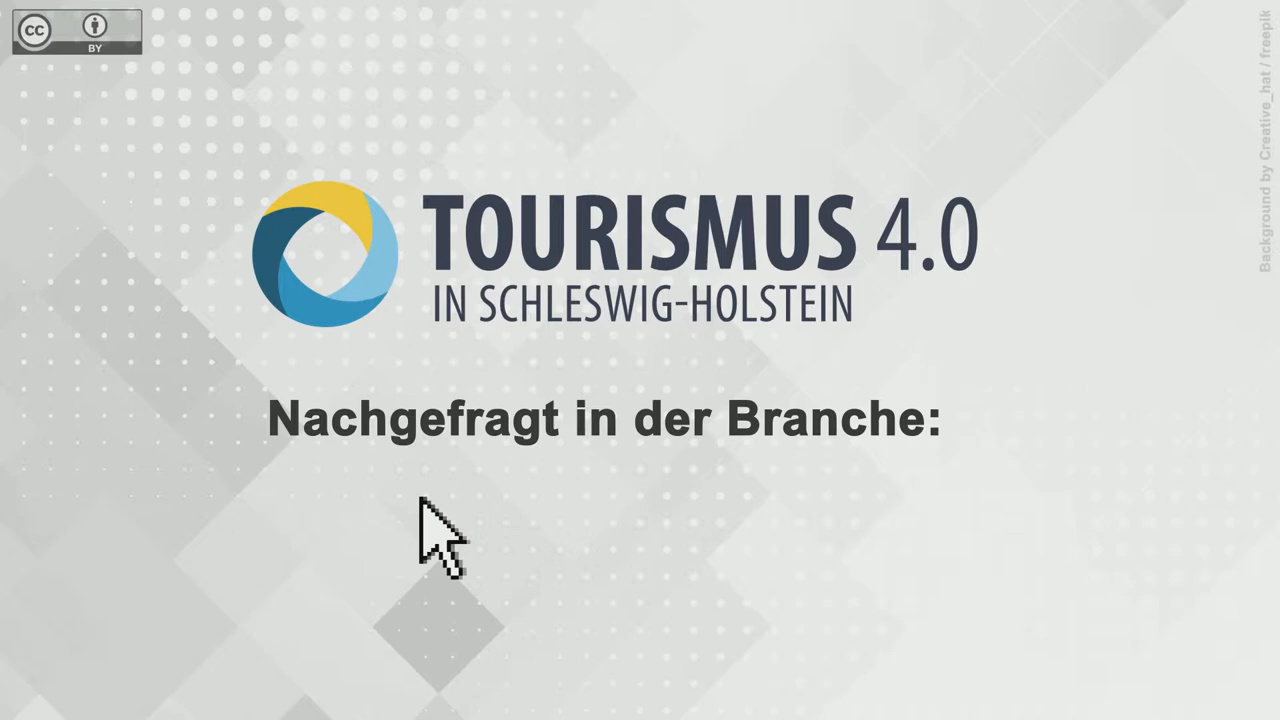 cc
BY
Background by Creative_hat / freepik
TOURISMUS 4.0
IN SCHLESWIG-HOLSTEIN
Nachgefragt in der Branche: